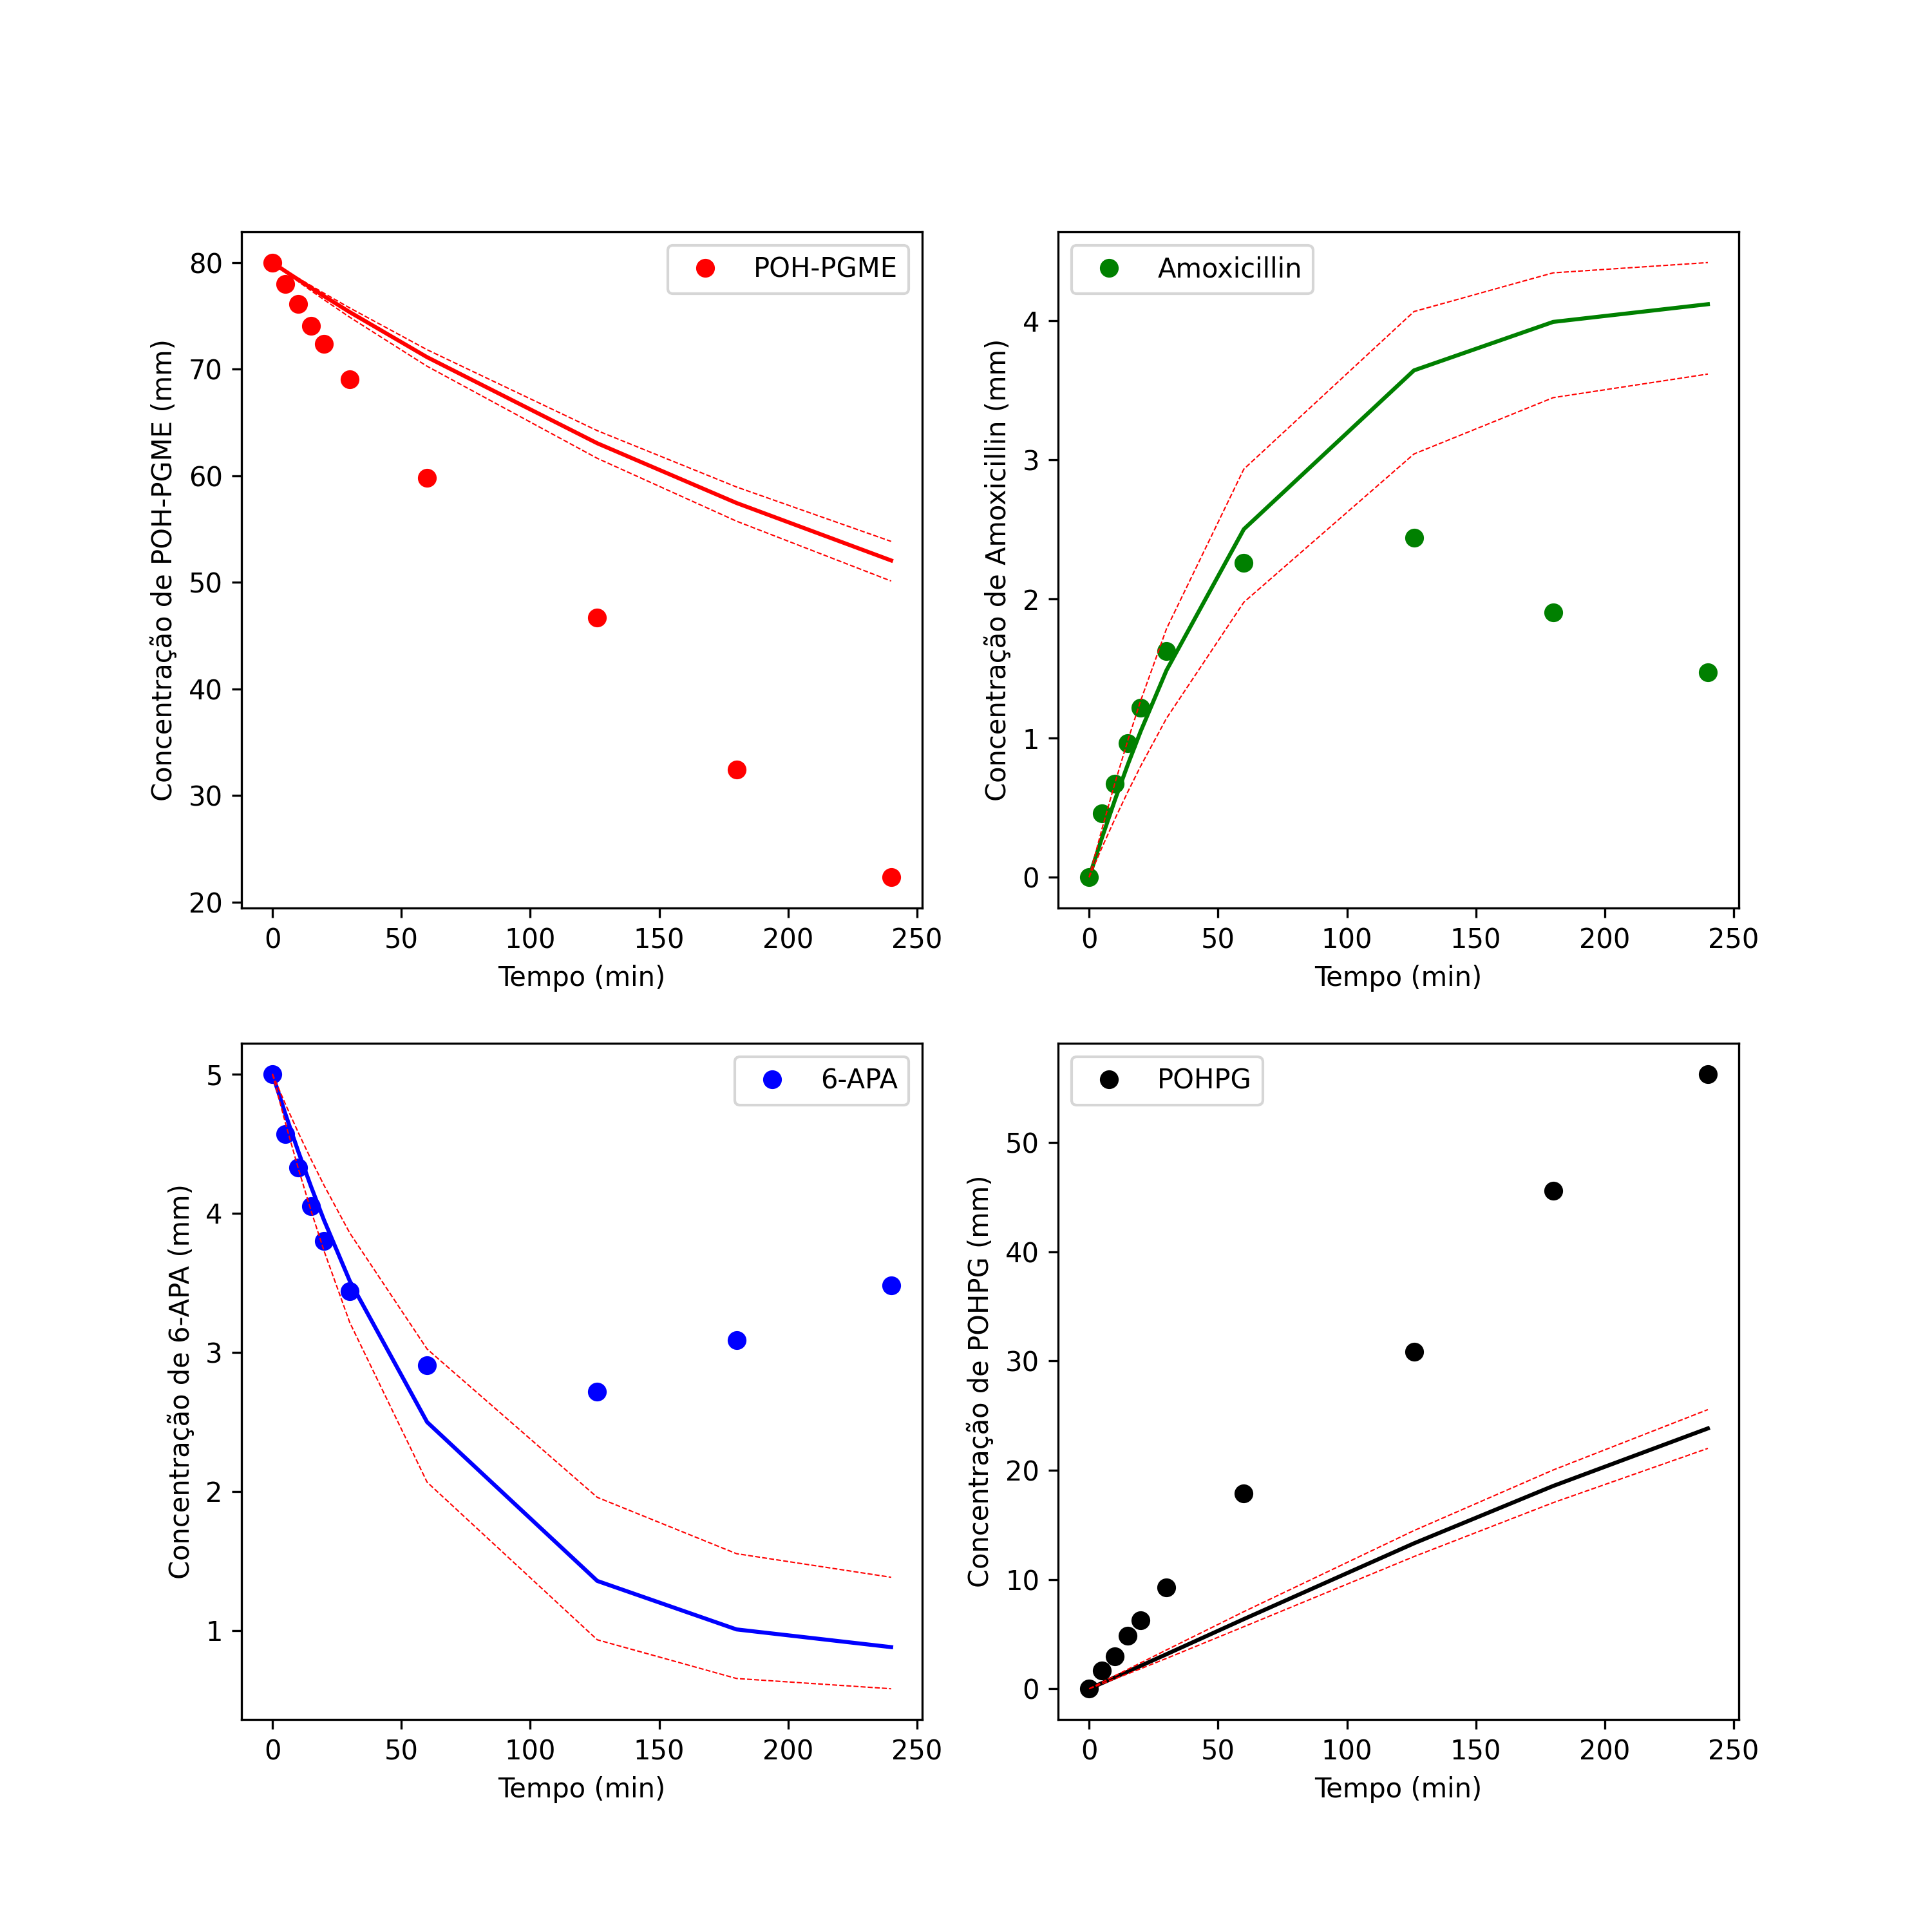 POH-PGME
Concentração de POH-PGME (mm)
80
70
60
50
40
30
20
0 50 100 150 200 250
Tempo (min)
Amoxicillin
Concentração de Amoxicillin (mm)
4
3
2
1
0
0 50 100 150 200 250
Tempo (min)
6-APA
Concentração de 6-APA (mm)
5
4
3
2
1
0 50 100 150 200 250
Tempo (min)
POHPG
Concentração de POHPG (mm)
50
40
30
20
10
0
0 50 100 150 200 250
Tempo (min)